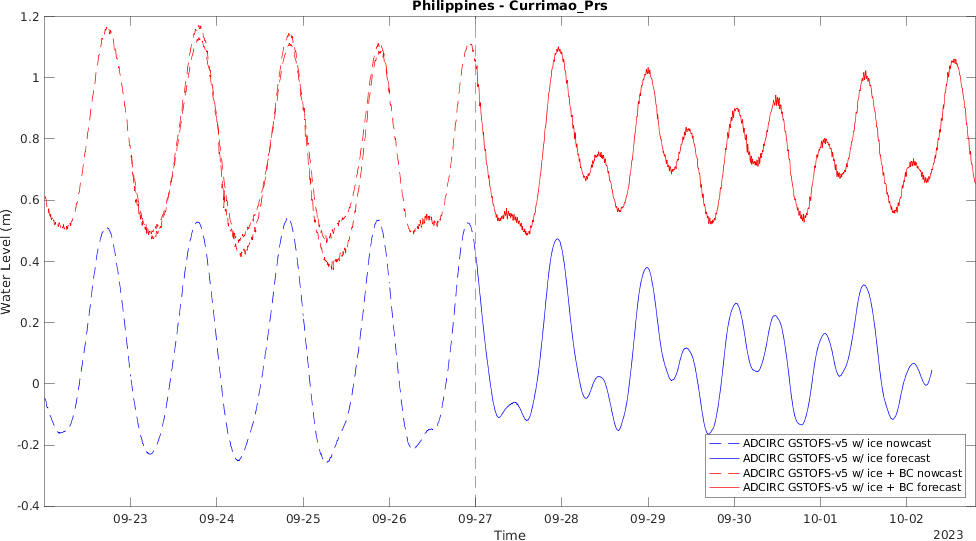 Philippines - Currimao_Prs
1.2
1
0.8
0.6
0.4
0.2
0
-0.2
-0.4
Water Level (m)
ADCIRC GSTOFS-v5 w/ ice nowcast
ADCIRC GSTOFS-v5 w/ ice forecast
ADCIRC GSTOFS-v5 w/ ice + BC nowcast
ADCIRC GSTOFS-v5 w/ ice + BC forecast
09-23 09-24 09-25 09-26 09-27 09-28 09-29 09-30 10-01 10-02
Time
2023